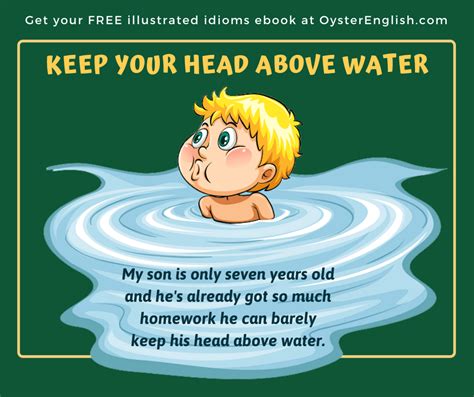 Get your FREE illustrated idioms ebook at OysterEnglish.com
KEEP YOUR HEAD ABOVE WATER
My son is only seven years old
and he's already got so much
homework he can barely
keep his head above water.